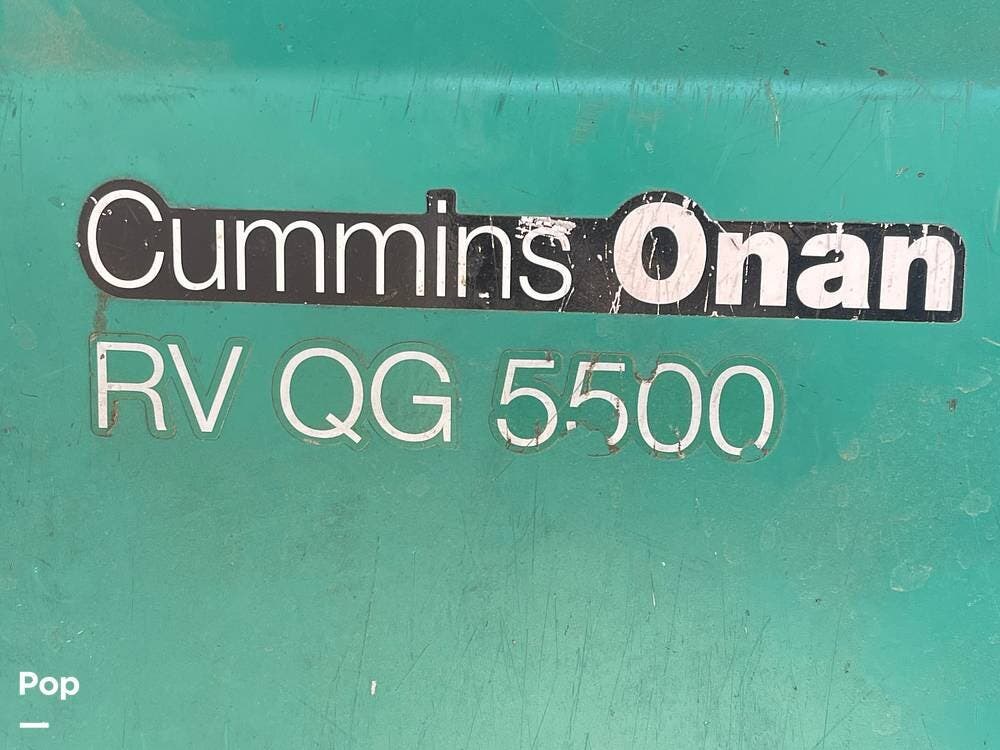 Cummins Onan
RV QG 5500
Pop